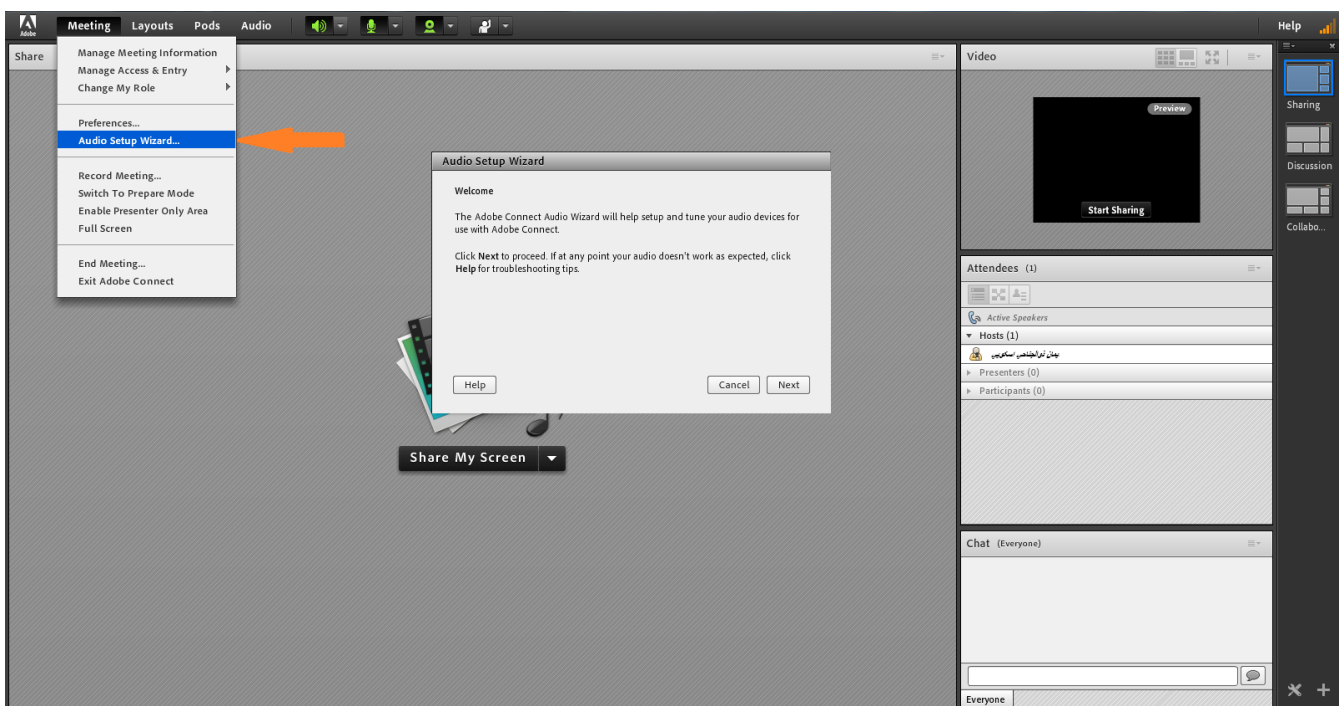 Adobe
Meeting Layouts Pods Audio Help
Share
Manage Meeting Information
Manage Access & Entry
Change My Role
Preferences...
Audio Setup Wizard...
Record Meeting...
Switch To Prepare Mode
Enable Presenter Only Area
Full Screen
End Meeting...
Exit Adobe Connect
Audio Setup Wizard
Welcome
The Adobe Connect Audio Wizard will help setup and tune your audio devices for
use with Adobe Connect.
Click Next to proceed. If at any point your audio doesn't work as expected, click
Help for troubleshooting tips.
Help Cancel Next
Share My Screen
Video
Preview
Start Sharing
Attendees (1)
Active Speakers
Hosts (1)
Presenters (0)
Participants (0)
Chat (Everyone)
Everyone
Sharing
Discussion
Collabo...